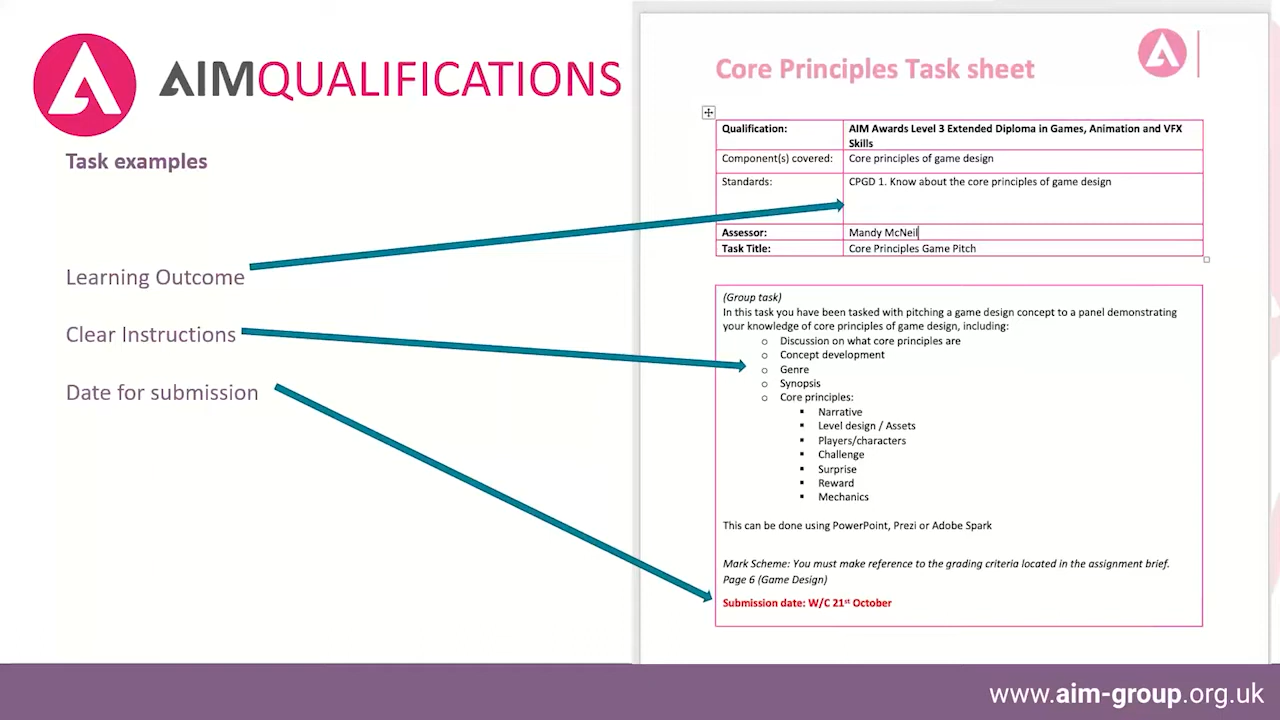 AIMQUALIFICATIONS
Task examples
Learning Outcome
Clear Instructions
Date for submission
Core Principles Task sheet
Qualification: AIM Awards Level 3 Extended Diploma in Games, Animation and VFX
Skills
Component(s) covered: Core principles of game design
Standards: CPGD 1. Know about the core principles of game design
Assessor: Mandy McNeil
Task Title: Core Principles Game Pitch
(Group task)
In this task you have been tasked with pitching a game design concept to a panel demonstrating
your knowledge of core principles of game design, including:
o Discussion on what core principles are
o Concept development
o Genre
o Synopsis
o Core principles:
▪ Narrative
▪ Level design / Assets
▪ Players/characters
▪ Challenge
▪ Surprise
▪ Reward
▪ Mechanics
This can be done using PowerPoint, Prezi or Adobe Spark
Mark Scheme: You must make reference to the grading criteria located in the assignment brief.
Page 6 (Game Design)
Submission date: W/C 21st October
www.aim-group.org.uk